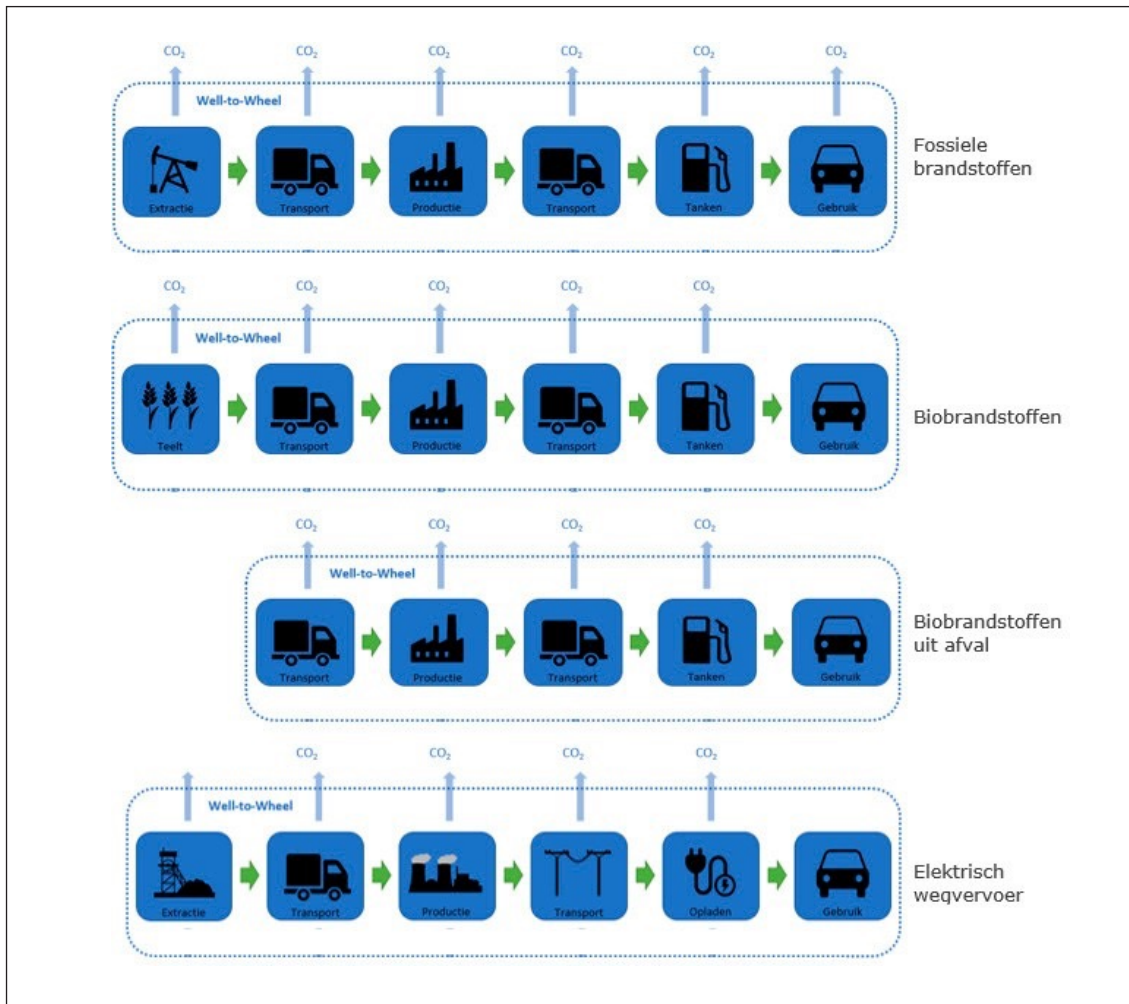 CO₂ CO₂ CO₂ CO₂ CO₂ CO₂
Well-to-Wheel
Extractie Transport Productie Transport Tanken Gebruik
Fossiele
brandstoffen
CO₂ CO₂ CO₂ CO₂ CO₂
Well-to-Wheel
Teelt Transport Productie Transport Tanken Gebruik
Biobrandstoffen
CO₂ CO₂ CO₂ CO₂
Well-to-Wheel
Transport Productie Transport Tanken Gebruik
Biobrandstoffen
uit afval
CO₂ CO₂ CO₂ CO₂
Well-to-Wheel
Extractie Transport Productie Transport Opladen Gebruik
Elektrisch
wegvervoer